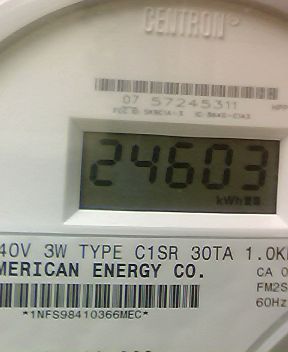 CENTRON®
07 57245311
24603
kWh
40V 3W TYPE C1SR 30TA 1.0K
MERICAN ENERGY CO.
CA 0
FM2S
60Hz
*1NFS98410366MEC*